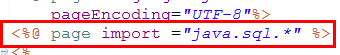 pageEncoding="UTF-8"%>
<%@ page import ="java.sql.*" %>
<%